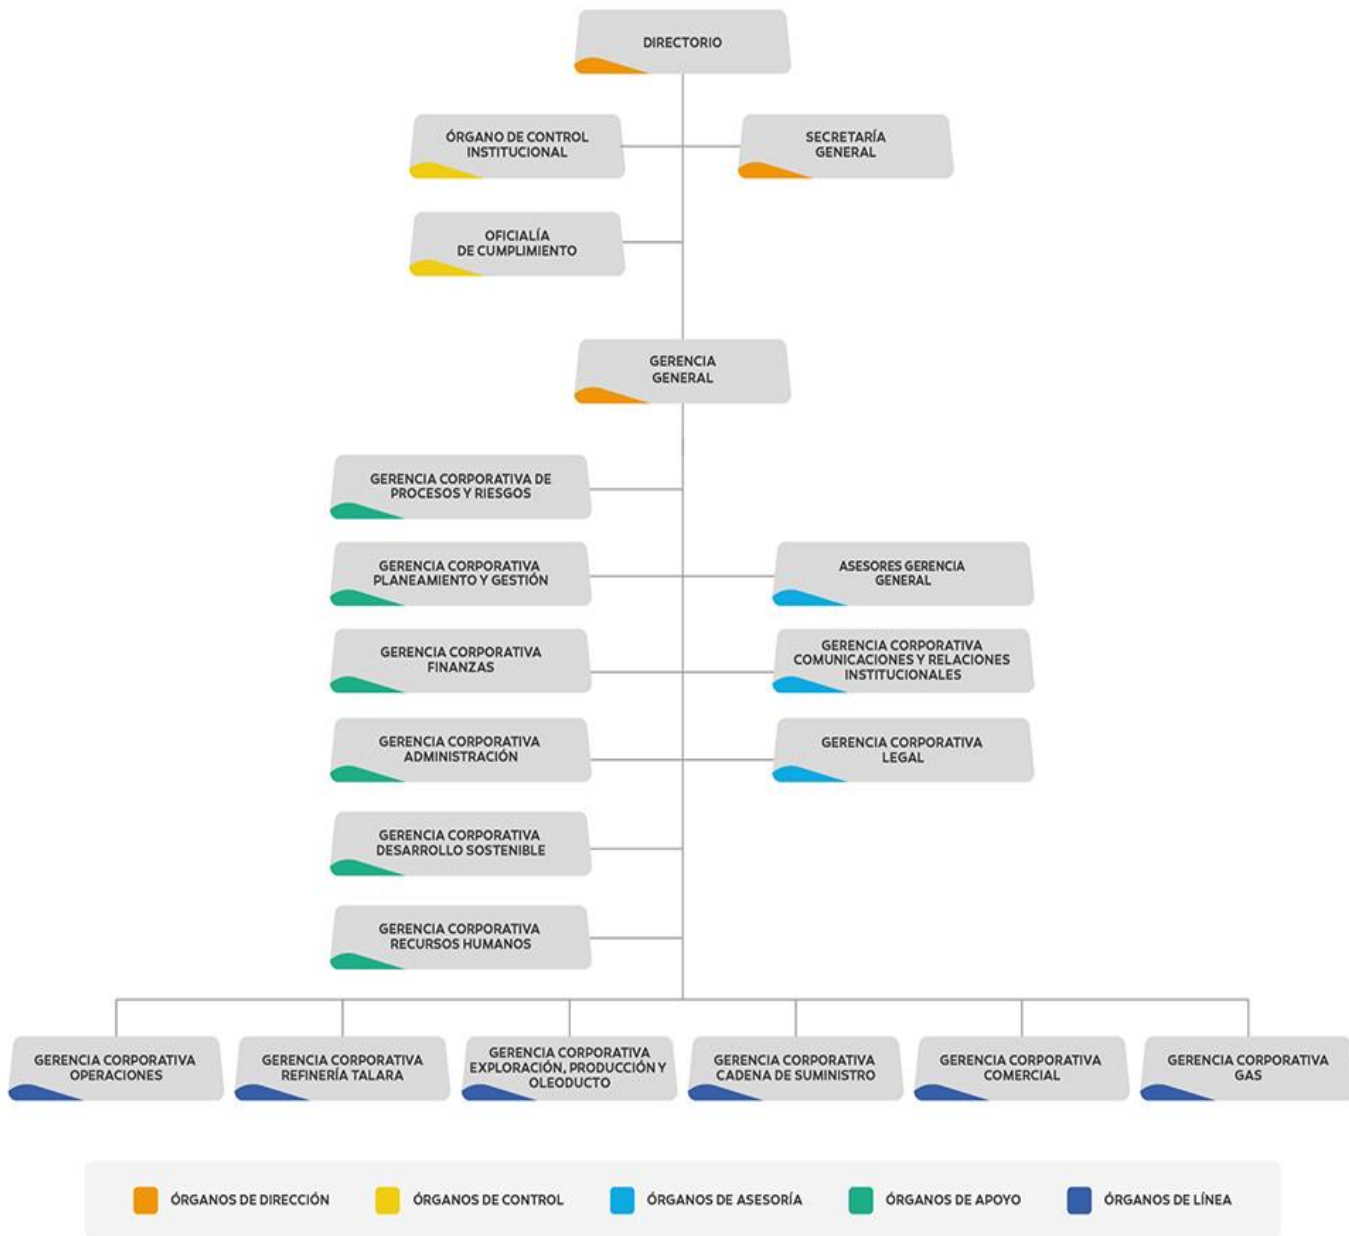 DIRECTORIO
ÓRGANO DE CONTROL
INSTITUCIONAL
SECRETARÍA
GENERAL
OFICIALÍA
DE CUMPLIMIENTO
GERENCIA
GENERAL
GERENCIA CORPORATIVA DE
PROCESOS Y RIESGOS
GERENCIA CORPORATIVA
PLANEAMIENTO Y GESTIÓN
ASESORES GERENCIA
GENERAL
GERENCIA CORPORATIVA
FINANZAS
GERENCIA CORPORATIVA
COMUNICACIONES Y RELACIONES
INSTITUCIONALES
GERENCIA CORPORATIVA
ADMINISTRACIÓN
GERENCIA CORPORATIVA
LEGAL
GERENCIA CORPORATIVA
DESARROLLO SOSTENIBLE
GERENCIA CORPORATIVA
RECURSOS HUMANOS
GERENCIA CORPORATIVA
OPERACIONES
GERENCIA CORPORATIVA
REFINERÍA TALARA
GERENCIA CORPORATIVA
EXPLORACIÓN, PRODUCCIÓN Y
OLEODUCTO
GERENCIA CORPORATIVA
CADENA DE SUMINISTRO
GERENCIA CORPORATIVA
COMERCIAL
GERENCIA CORPORATIVA
GAS
ÓRGANOS DE DIRECCIÓN
ÓRGANOS DE CONTROL
ÓRGANOS DE ASESORÍA
ÓRGANOS DE APOYO
ÓRGANOS DE LÍNEA